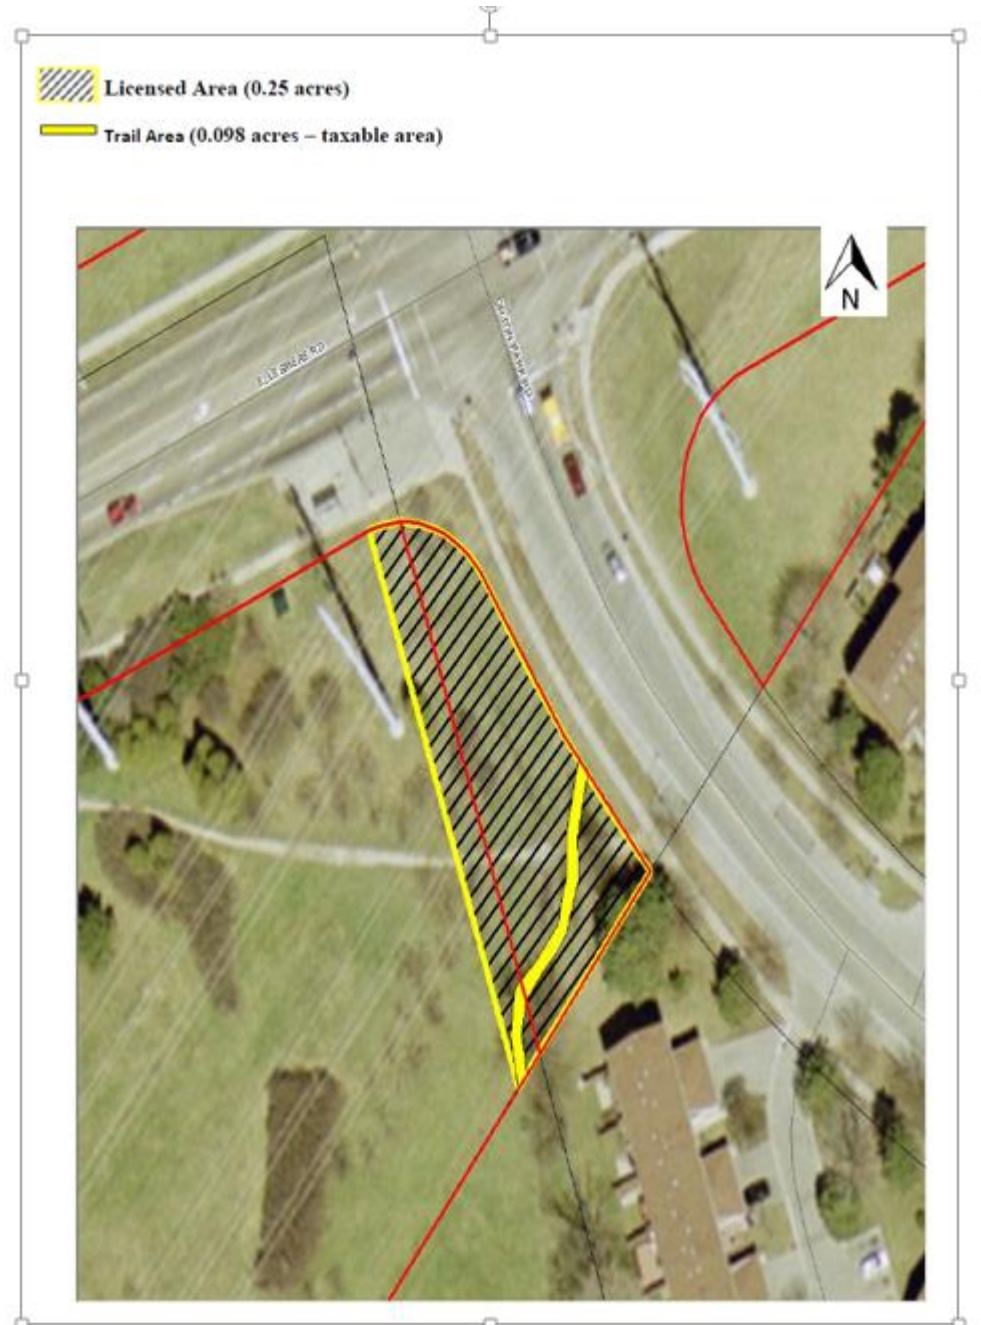 Licensed Area (0.25 acres)
Trail Area (0.098 acres – taxable area)
N